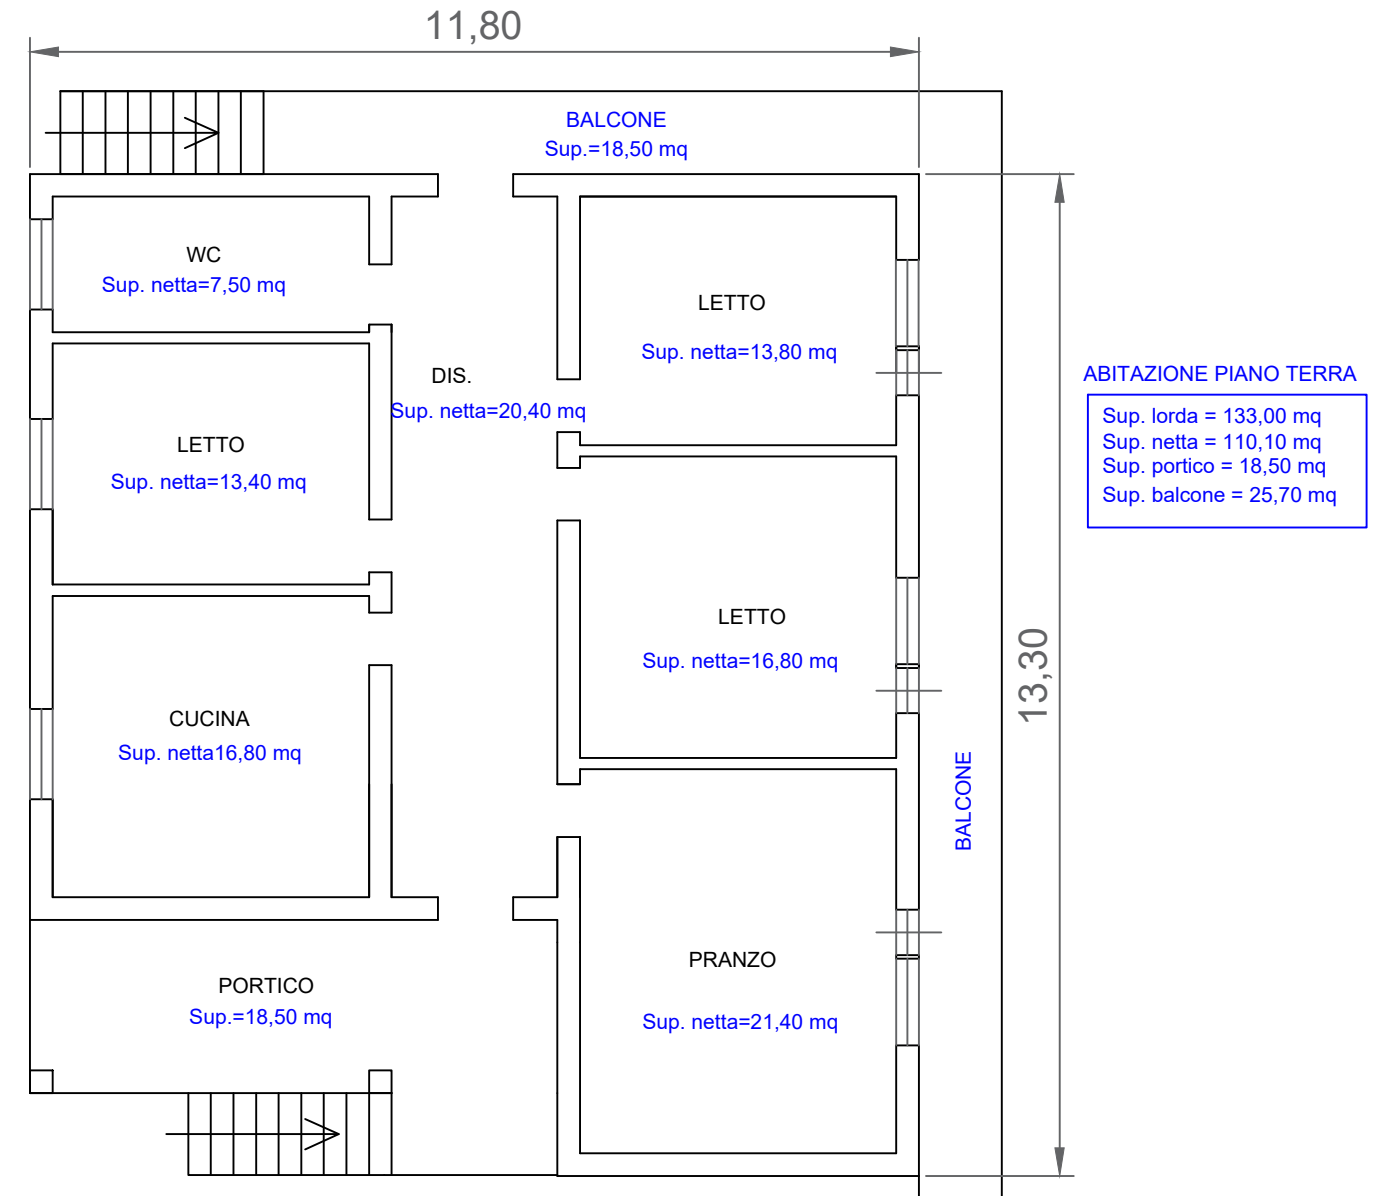 11,80
BALCONE
Sup.=18,50 mq
WC
Sup. netta=7,50 mq
LETTO
Sup. netta=13,80 mq
DIS.
Sup. netta=20,40 mq
ABITAZIONE PIANO TERRA
Sup. lorda = 133,00 mq
Sup. netta = 110,10 mq
Sup. portico = 18,50 mq
Sup. balcone = 25,70 mq
LETTO
Sup. netta=13,40 mq
LETTO
Sup. netta=16,80 mq
13,30
CUCINA
Sup. netta16,80 mq
BALCONE
PRANZO
Sup. netta=21,40 mq
PORTICO
Sup.=18,50 mq